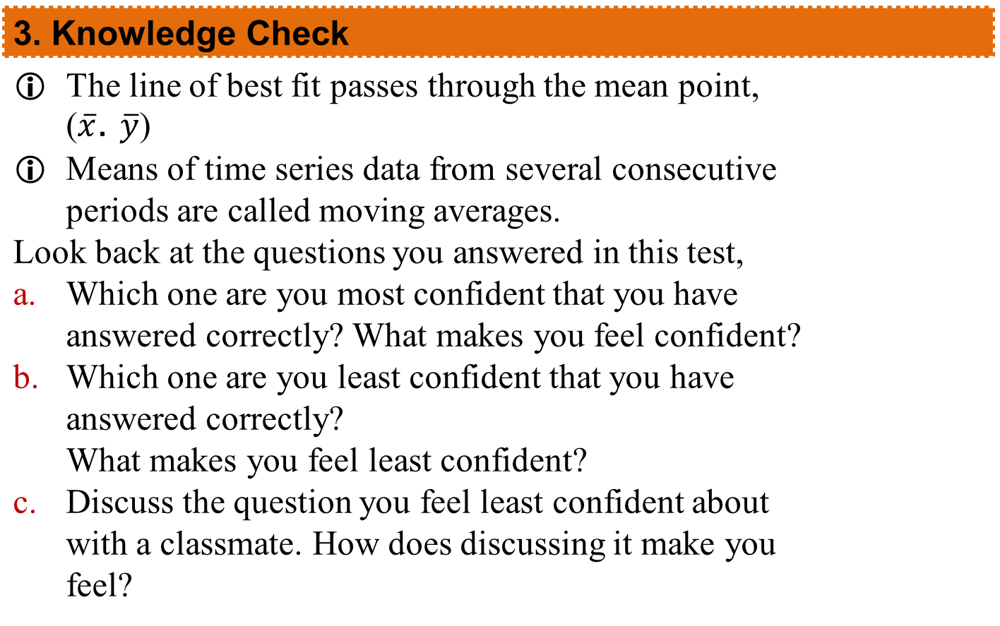 3. Knowledge Check
ⓘ The line of best fit passes through the mean point,
(x̄. ȳ)
ⓘ Means of time series data from several consecutive
periods are called moving averages.
Look back at the questions you answered in this test,
a. Which one are you most confident that you have
answered correctly? What makes you feel confident?
b. Which one are you least confident that you have
answered correctly?
What makes you feel least confident?
c. Discuss the question you feel least confident about
with a classmate. How does discussing it make you
feel?